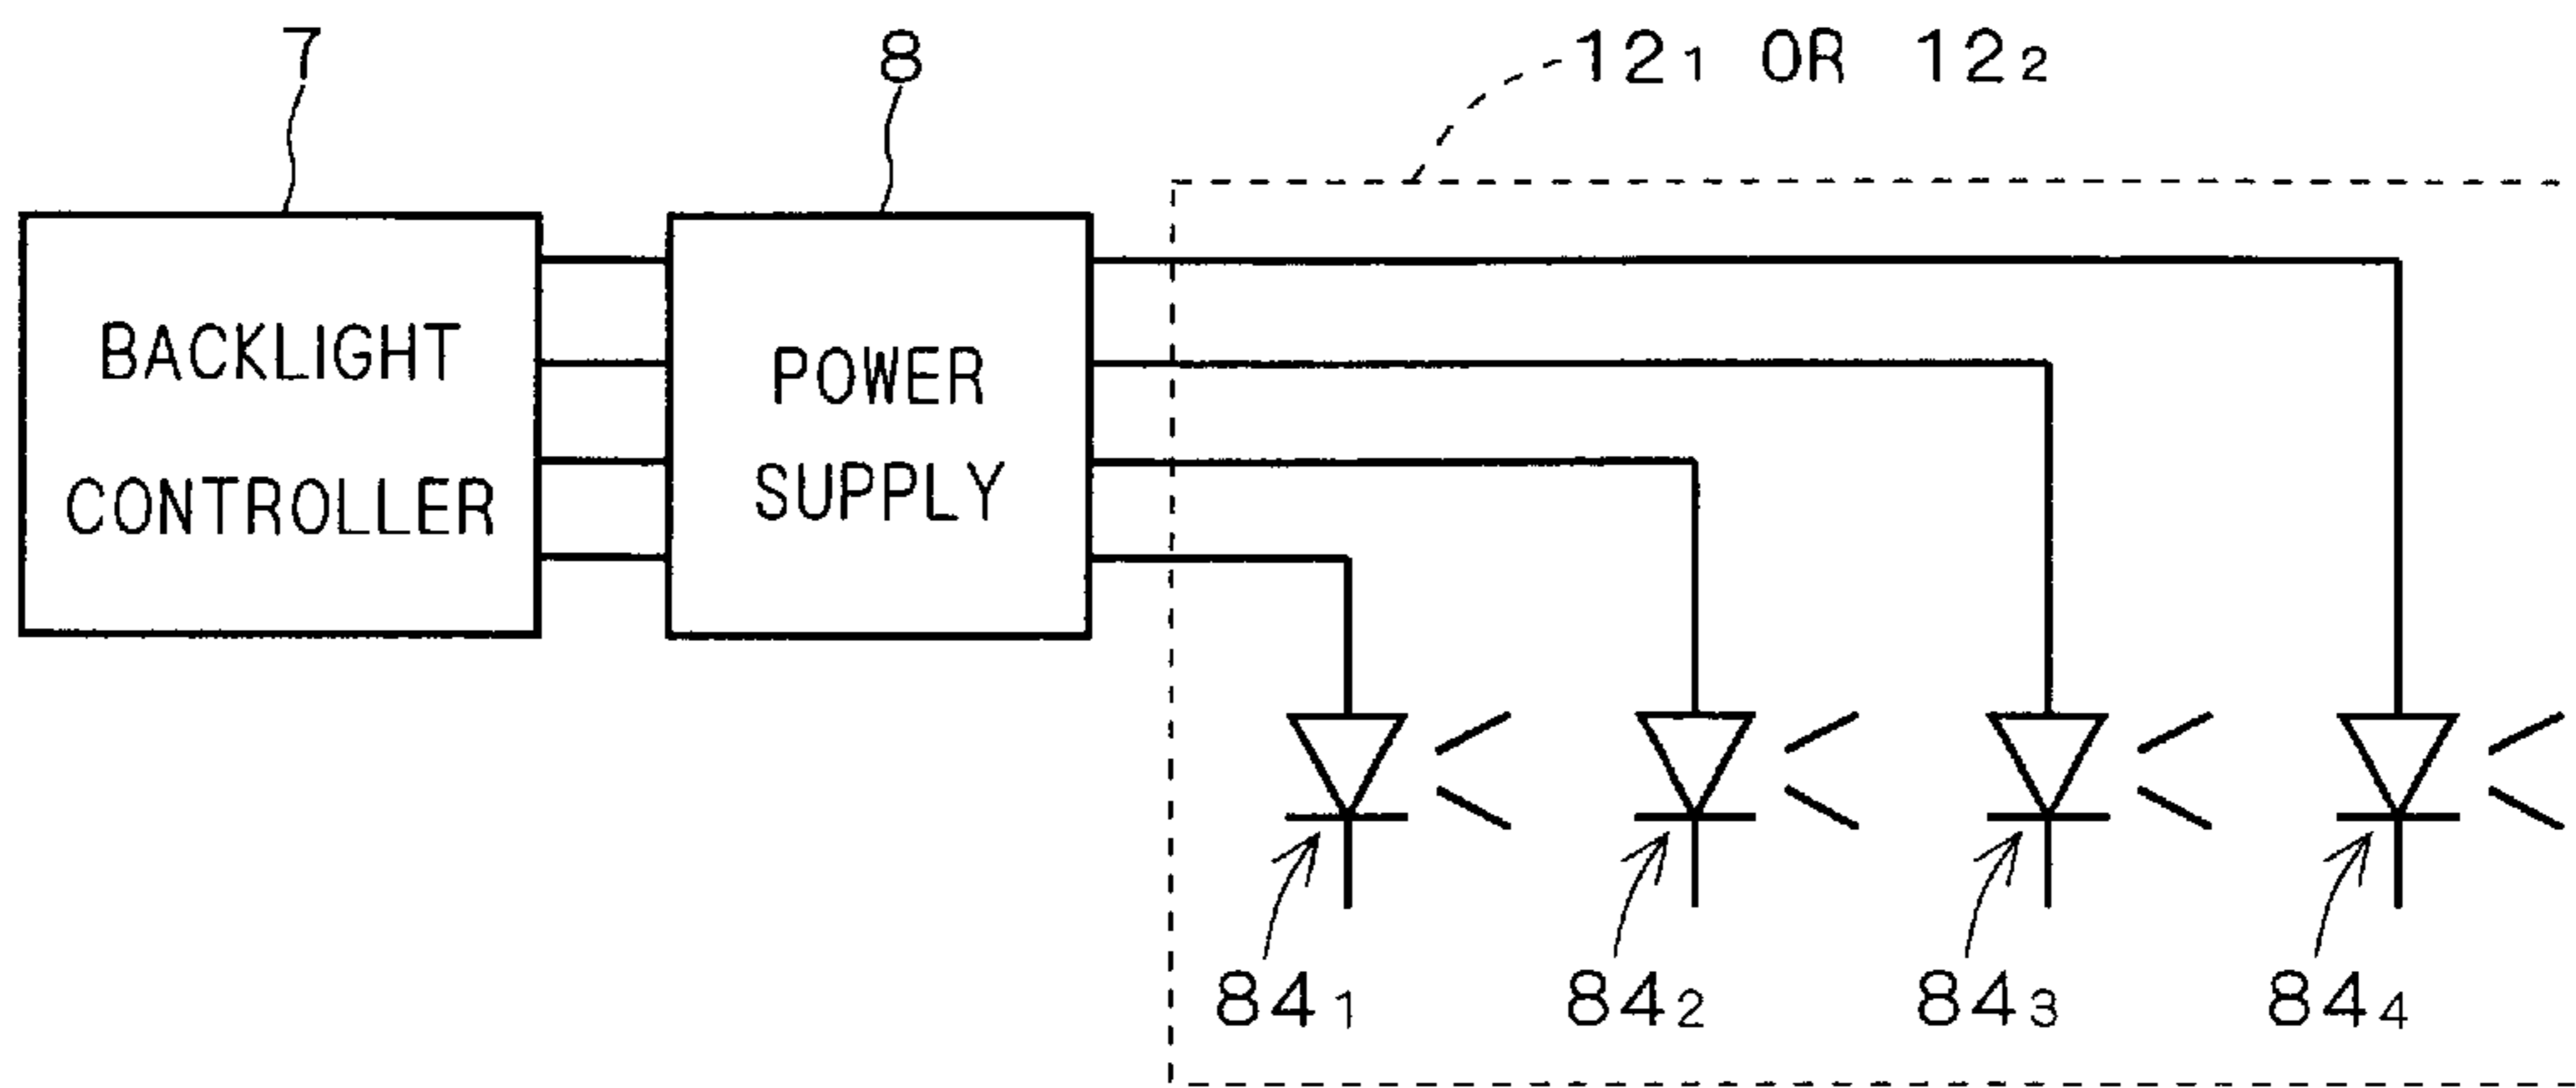 7
8
12₁ OR 12₂
BACKLIGHT
CONTROLLER
POWER
SUPPLY
84₁
84₂
84₃
84₄